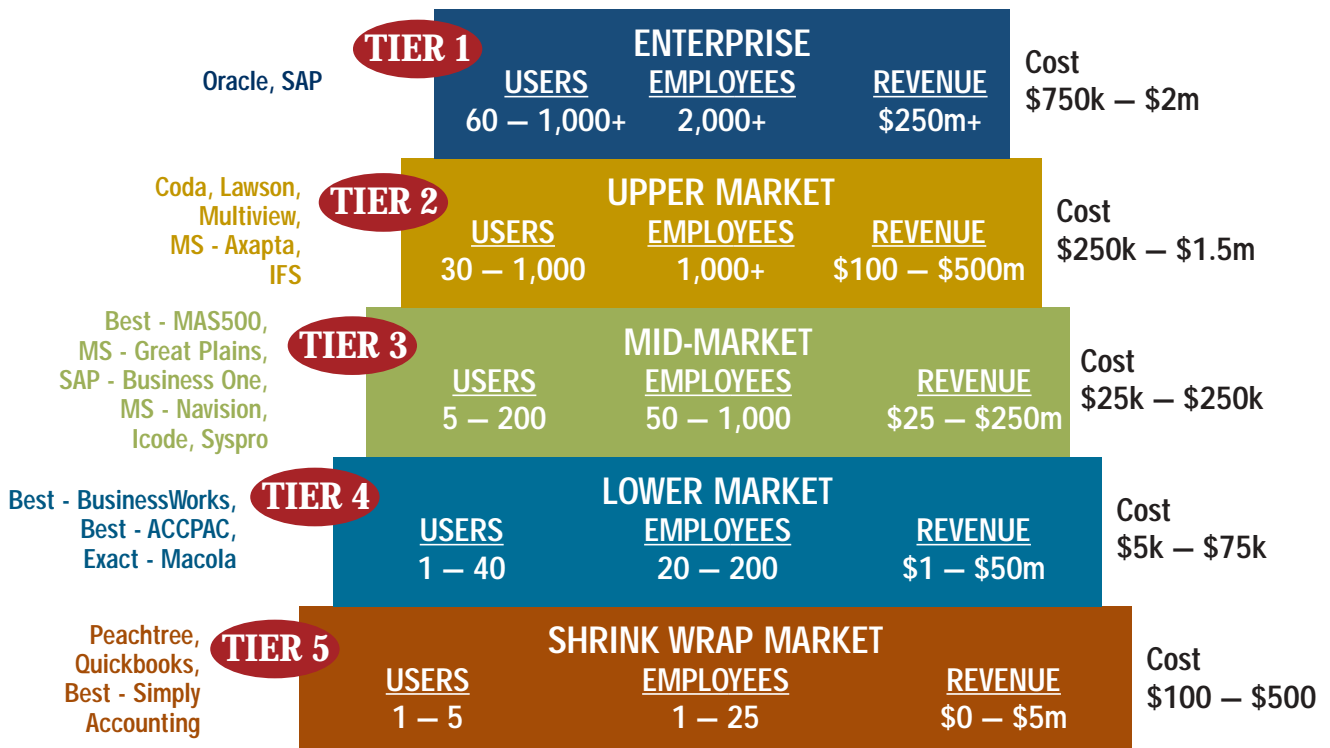 TIER 1
Oracle, SAP
ENTERPRISE
USERS EMPLOYEES REVENUE
60 – 1,000+ 2,000+ $250m+
Cost
$750k – $2m
TIER 2
Coda, Lawson,
Multiview,
MS - Axapta,
IFS
UPPER MARKET
USERS EMPLOYEES REVENUE
30 – 1,000 1,000+ $100 – $500m
Cost
$250k – $1.5m
TIER 3
Best - MAS500,
MS - Great Plains,
SAP - Business One,
MS - Navision,
Icode, Syspro
MID-MARKET
USERS EMPLOYEES REVENUE
5 – 200 50 – 1,000 $25 – $250m
Cost
$25k – $250k
TIER 4
Best - BusinessWorks,
Best - ACCPAC,
Exact - Macola
LOWER MARKET
USERS EMPLOYEES REVENUE
1 – 40 20 – 200 $1 – $50m
Cost
$5k – $75k
TIER 5
Peachtree,
Quickbooks,
Best - Simply
Accounting
SHRINK WRAP MARKET
USERS EMPLOYEES REVENUE
1 – 5 1 – 25 $0 – $5m
Cost
$100 – $500